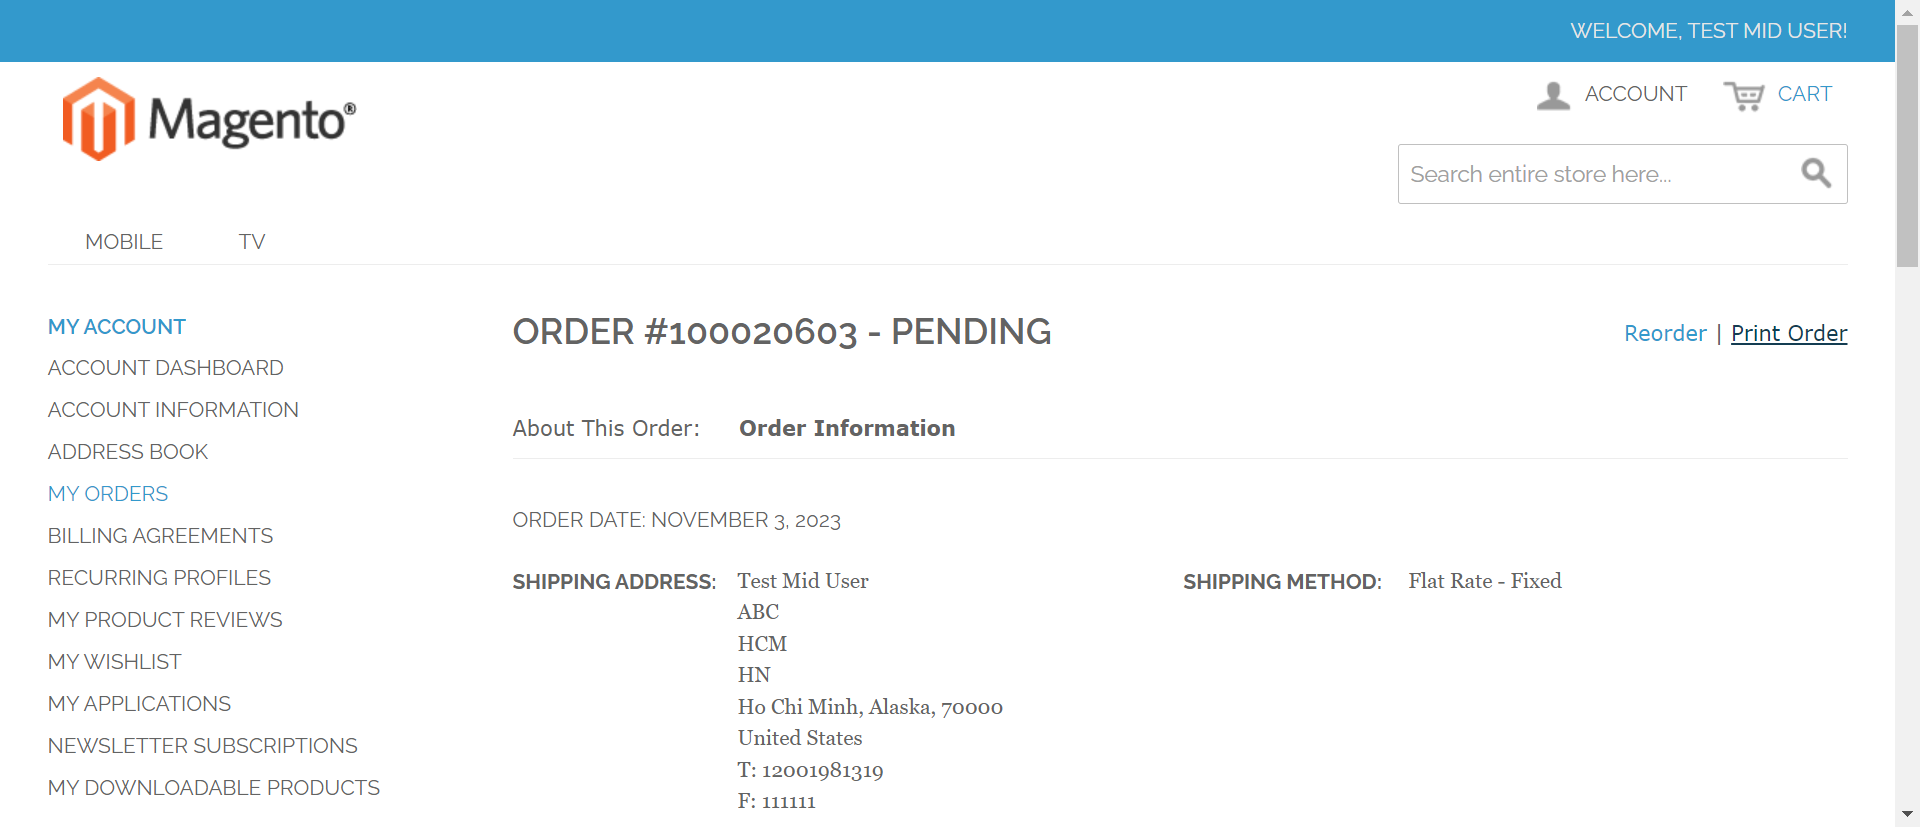 WELCOME, TEST MID USER!
Magento®
ACCOUNT
CART
Search entire store here...
MOBILE
TV
MY ACCOUNT
ACCOUNT DASHBOARD
ACCOUNT INFORMATION
ADDRESS BOOK
MY ORDERS
BILLING AGREEMENTS
RECURRING PROFILES
MY PRODUCT REVIEWS
MY WISHLIST
MY APPLICATIONS
NEWSLETTER SUBSCRIPTIONS
MY DOWNLOADABLE PRODUCTS
ORDER #100020603 - PENDING
Reorder | Print Order
About This Order: Order Information
ORDER DATE: NOVEMBER 3, 2023
SHIPPING ADDRESS:
Test Mid User
ABC
HCM
HN
Ho Chi Minh, Alaska, 70000
United States
T: 12001981319
F: 111111
SHIPPING METHOD:
Flat Rate - Fixed